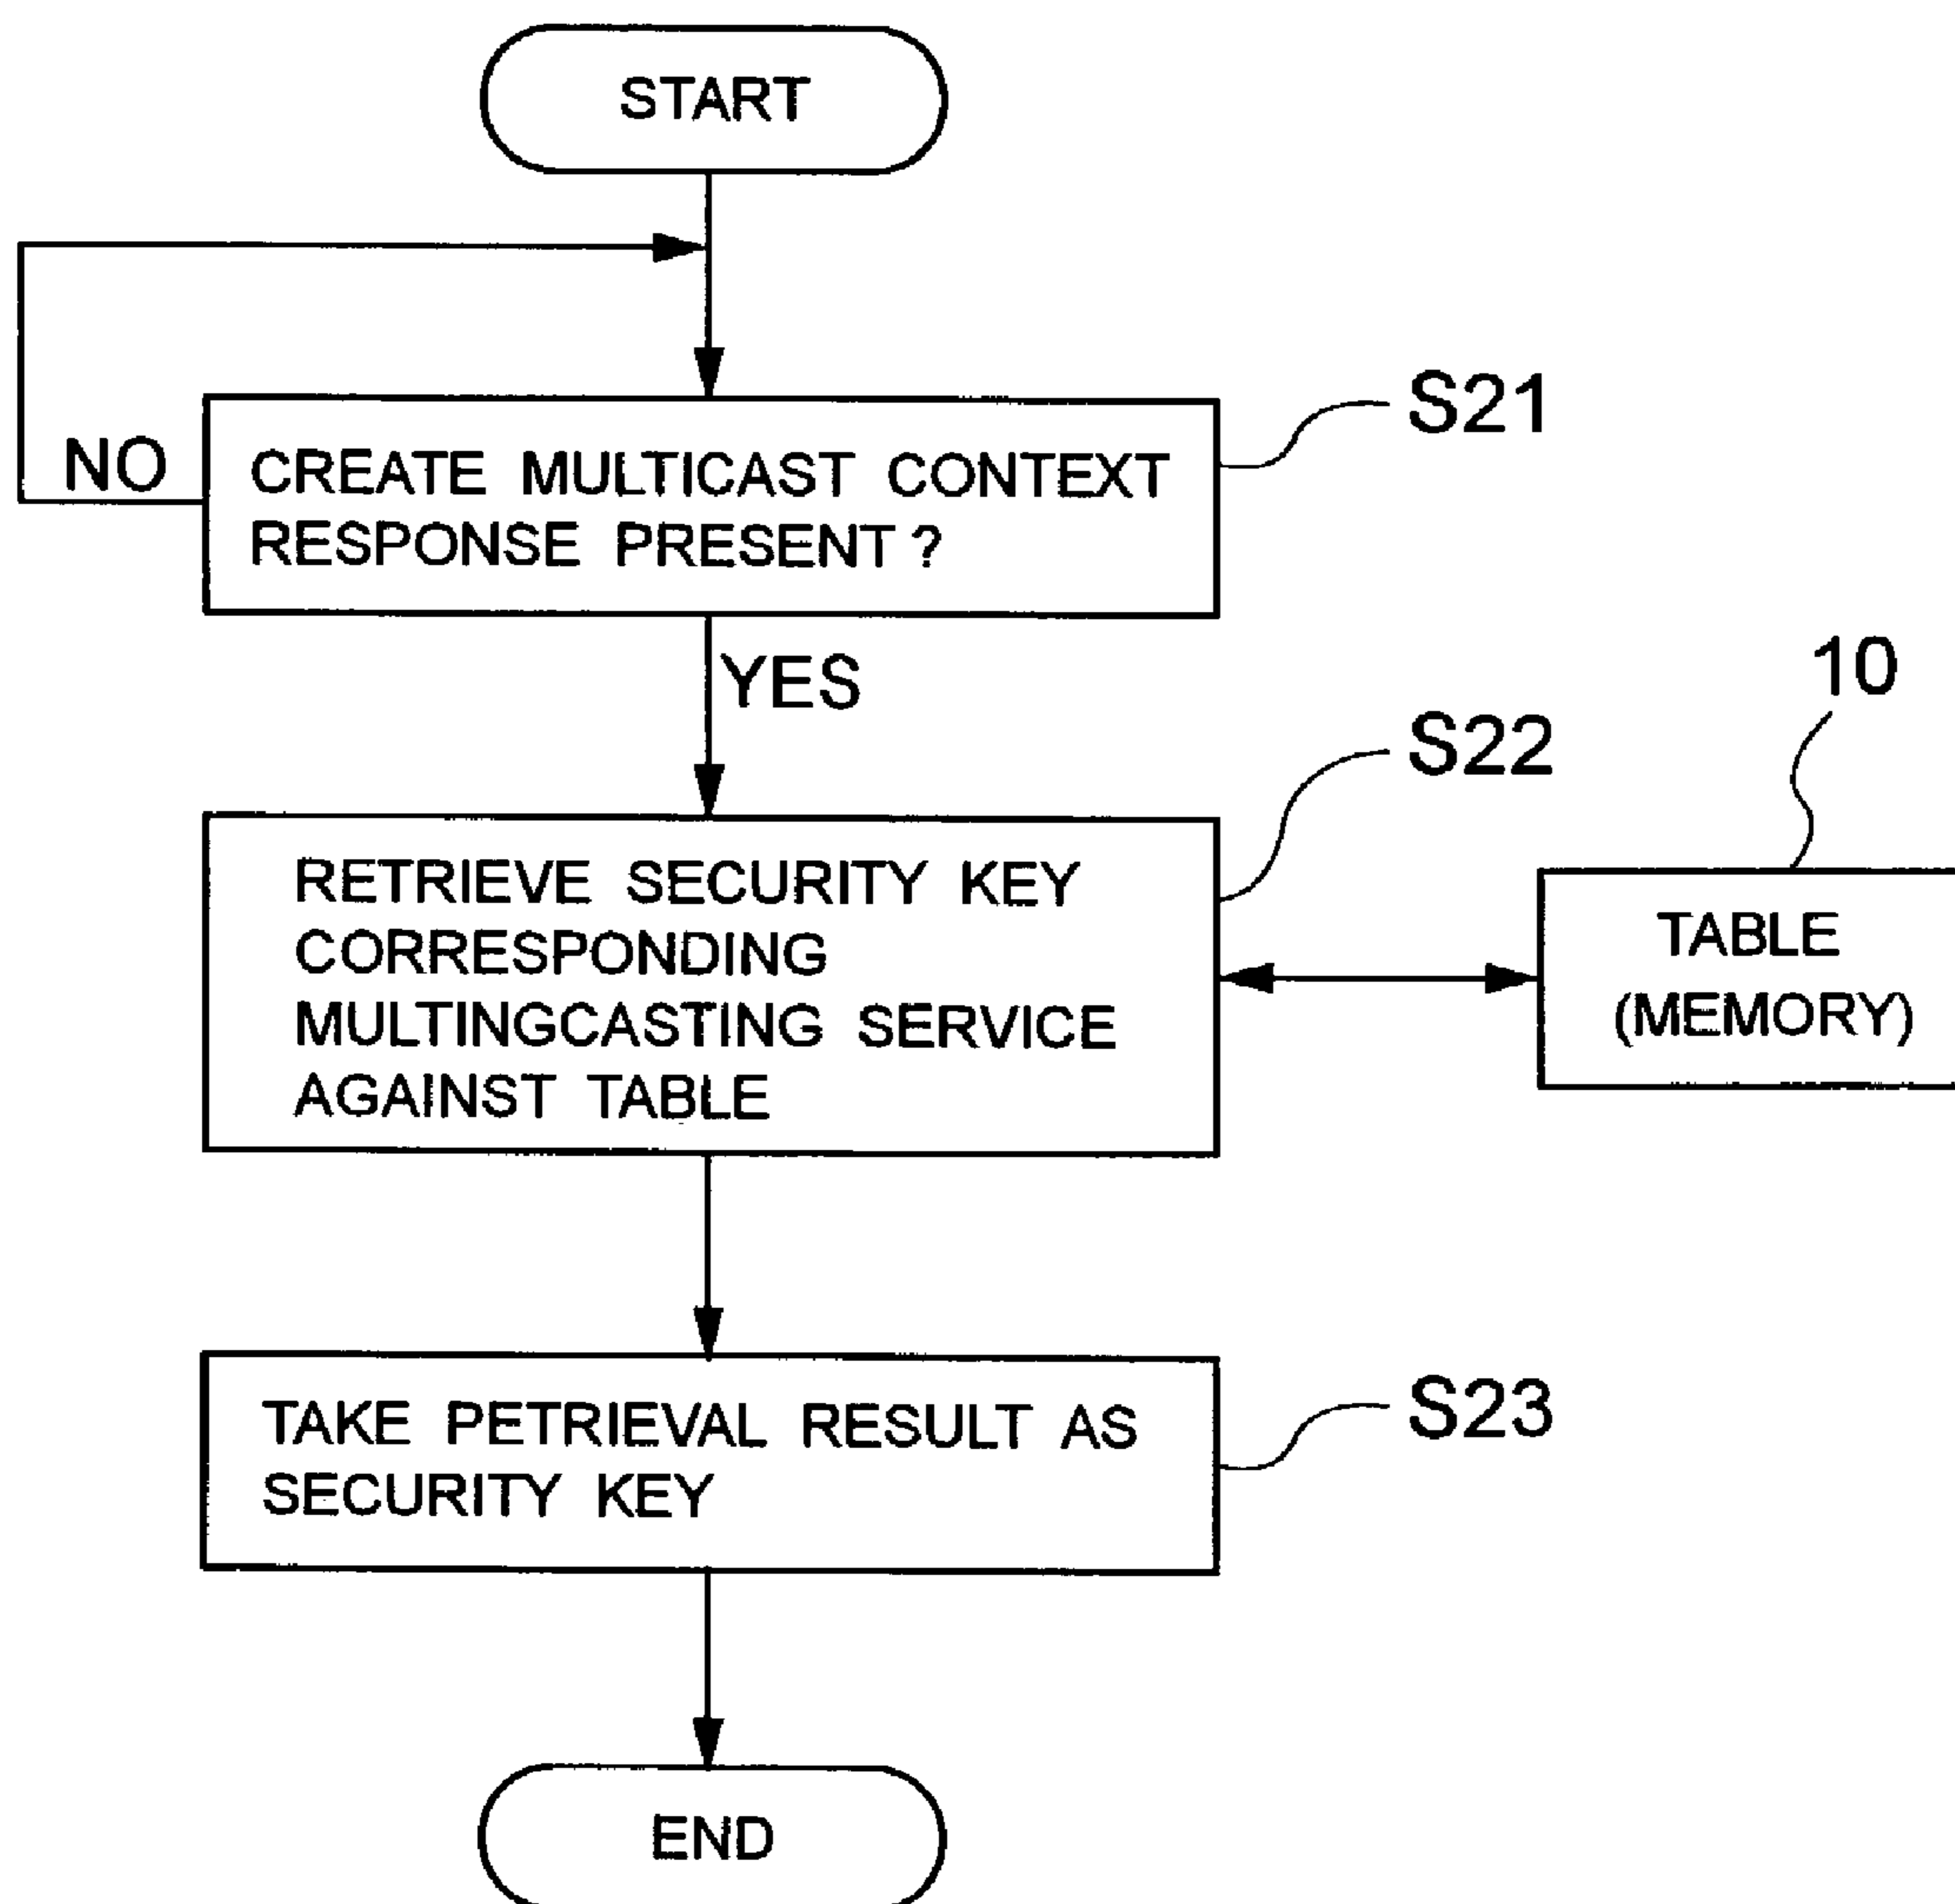 START
S21
NO
CREATE MULTICAST CONTEXT
RESPONSE PRESENT ?
YES
10
S22
RETRIEVE SECURITY KEY
CORRESPONDING
MULTINGCASTING SERVICE
AGAINST TABLE
TABLE
(MEMORY)
S23
TAKE PETRIEVAL RESULT AS
SECURITY KEY
END